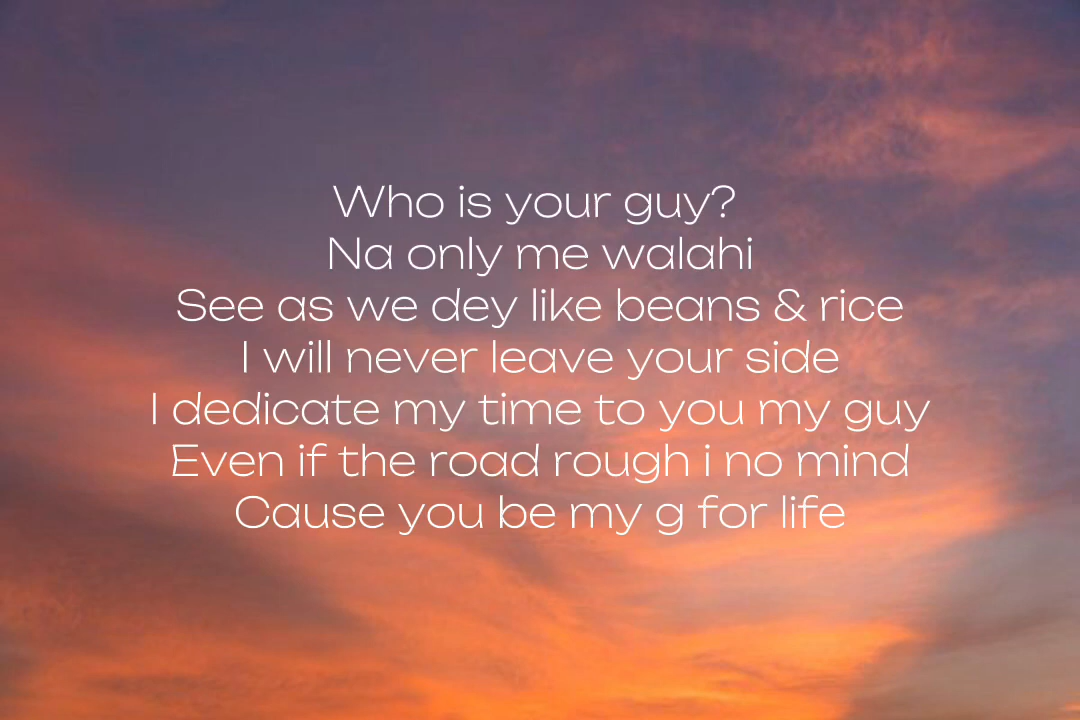 Who is your guy?
Na only me walahi
See as we dey like beans & rice
I will never leave your side
I dedicate my time to you my guy
Even if the road rough i no mind
Cause you be my g for life